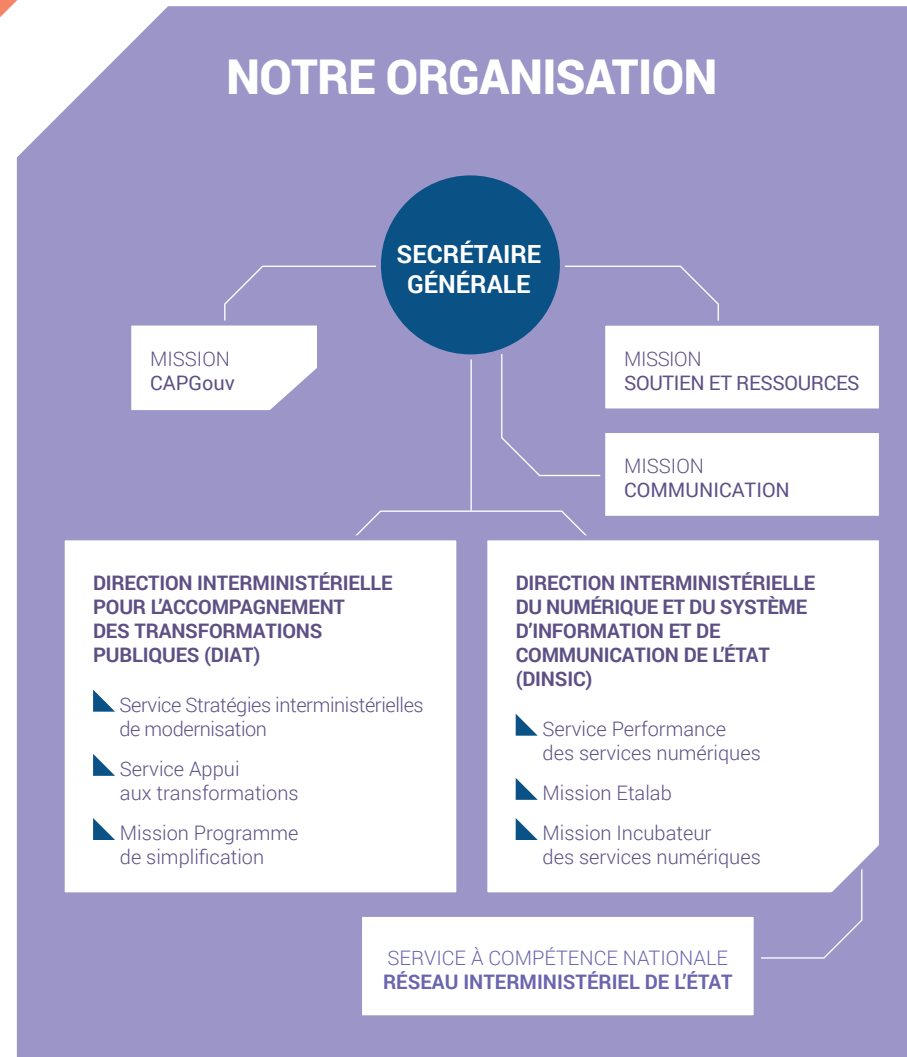 NOTRE ORGANISATION
SECRÉTAIRE
GÉNÉRALE
MISSION
CAPGouv
MISSION
SOUTIEN ET RESSOURCES
MISSION
COMMUNICATION
DIRECTION INTERMINISTÉRIELLE
POUR L'ACCOMPAGNEMENT
DES TRANSFORMATIONS
PUBLIQUES (DIAT)
Service Stratégies interministérielles
de modernisation
Service Appui
aux transformations
Mission Programme
de simplification
DIRECTION INTERMINISTÉRIELLE
DU NUMÉRIQUE ET DU SYSTÈME
D'INFORMATION ET DE
COMMUNICATION DE L'ÉTAT
(DINSIC)
Service Performance
des services numériques
Mission Etalab
Mission Incubateur
des services numériques
SERVICE À COMPÉTENCE NATIONALE
RÉSEAU INTERMINISTÉRIEL DE L'ÉTAT